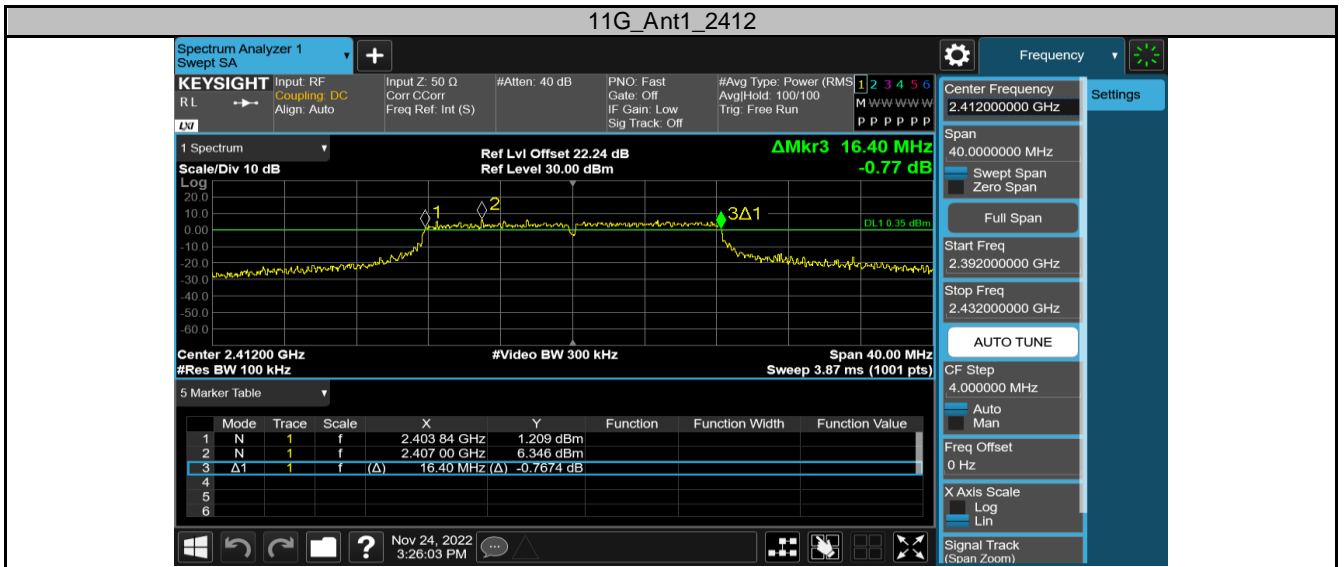 11G_Ant1_2412
Spectrum Analyzer 1
Swept SA
Frequency
KEYSIGHT
R L
LXI
Input: RF
Coupling: DC
Align: Auto
Input Z: 50 Ω
Corr CCorr
Freq Ref: Int (S)
#Atten: 40 dB
PNO: Fast
Gate: Off
IF Gain: Low
Sig Track: Off
#Avg Type: Power (RMS
Avg|Hold: 100/100
Trig: Free Run
1 2 3 4 5 6
M W W W W W
P P P P P P
Center Frequency
2.412000000 GHz
Settings
1 Spectrum
Scale/Div 10 dB
Ref Lvl Offset 22.24 dB
Ref Level 30.00 dBm
ΔMkr3 16.40 MHz
-0.77 dB
Log
20.0
10.0
0.00
-10.0
-20.0
-30.0
-40.0
-50.0
-60.0
1
2
3Δ1
DL1 0.35 dBm
Center 2.41200 GHz
#Video BW 300 kHz
Span 40.00 MHz
#Res BW 100 kHz
Sweep 3.87 ms (1001 pts)
Span
40.0000000 MHz
Swept Span
Zero Span
Full Span
Start Freq
2.392000000 GHz
Stop Freq
2.432000000 GHz
AUTO TUNE
CF Step
4.000000 MHz
Auto
Man
Freq Offset
0 Hz
X Axis Scale
Log
Lin
Signal Track
(Span Zoom)
5 Marker Table
Mode Trace Scale X Y Function Function Width Function Value
1 N 1 f 2.403 84 GHz 1.209 dBm
2 N 1 f 2.407 00 GHz 6.346 dBm
3 Δ1 1 f (Δ) 16.40 MHz (Δ) -0.7674 dB
4
5
6
?
Nov 24, 2022
3:26:03 PM